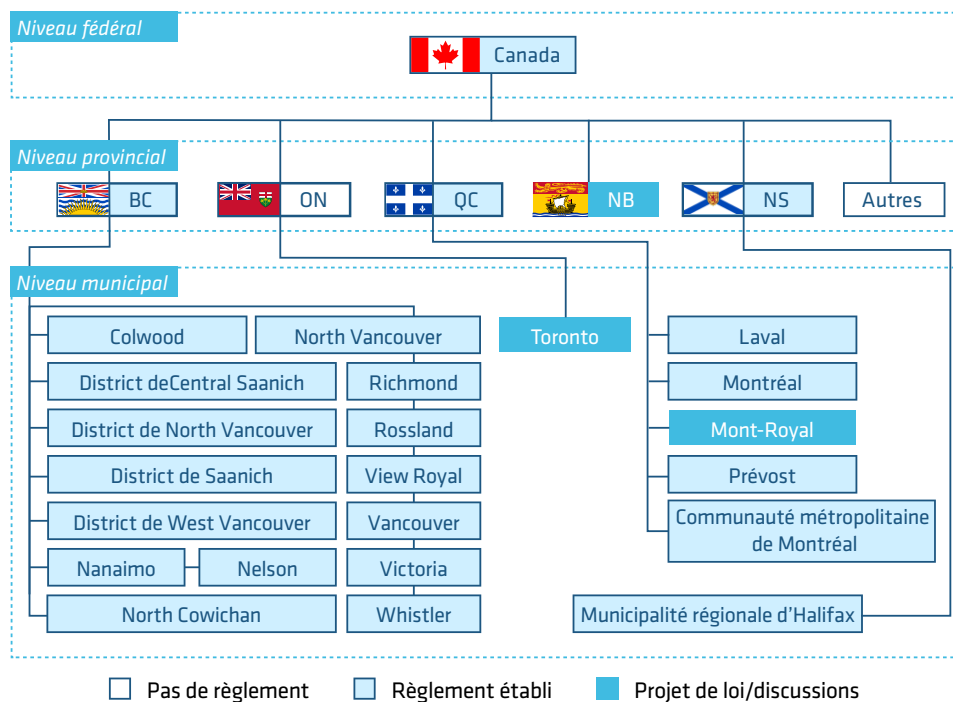 Niveau fédéral
Canada
Niveau provincial
BC
ON
QC
NB
NS
Autres
Niveau municipal
Colwood
North Vancouver
Toronto
Laval
District deCentral Saanich
Richmond
Montréal
District de North Vancouver
Rossland
Mont-Royal
District de Saanich
View Royal
Prévost
District de West Vancouver
Vancouver
Communauté métropolitaine
de Montréal
Nanaimo
Nelson
Victoria
North Cowichan
Whistler
Municipalité régionale d’Halifax
Pas de règlement
Règlement établi
Projet de loi/discussions